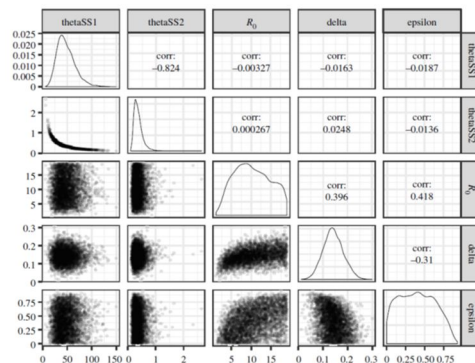 thetaSS1 thetaSS2 R0 delta epsilon
0.025
0.020
0.015
0.010
0.005
0
corr:
−0.824
corr:
−0.00327
corr:
−0.0163
corr:
−0.0187
thetaSS1
2
1
0
corr:
0.000267
corr:
0.0248
corr:
−0.0136
thetaSS2
15
10
5
corr:
0.396
corr:
0.418
R0
0.3
0.2
0.1
0
corr:
−0.31
delta
0.75
0.50
0.25
0
epsilon
0 50 100 150 0 1 2 5 10 15 0 0.1 0.2 0.3 0 0.25 0.50 0.75